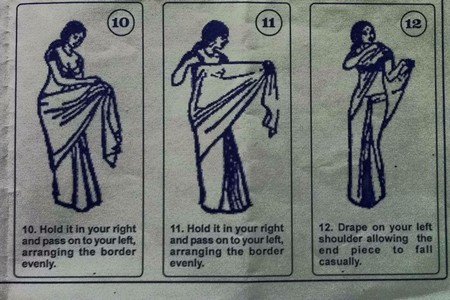 10
11
12
10. Hold it in your right
and pass on to your left,
arranging the border
evenly.
11. Hold it in your right
and pass on to your left,
arranging the border
evenly.
12. Drape on your left
shoulder allowing the
end piece to fall
casually.